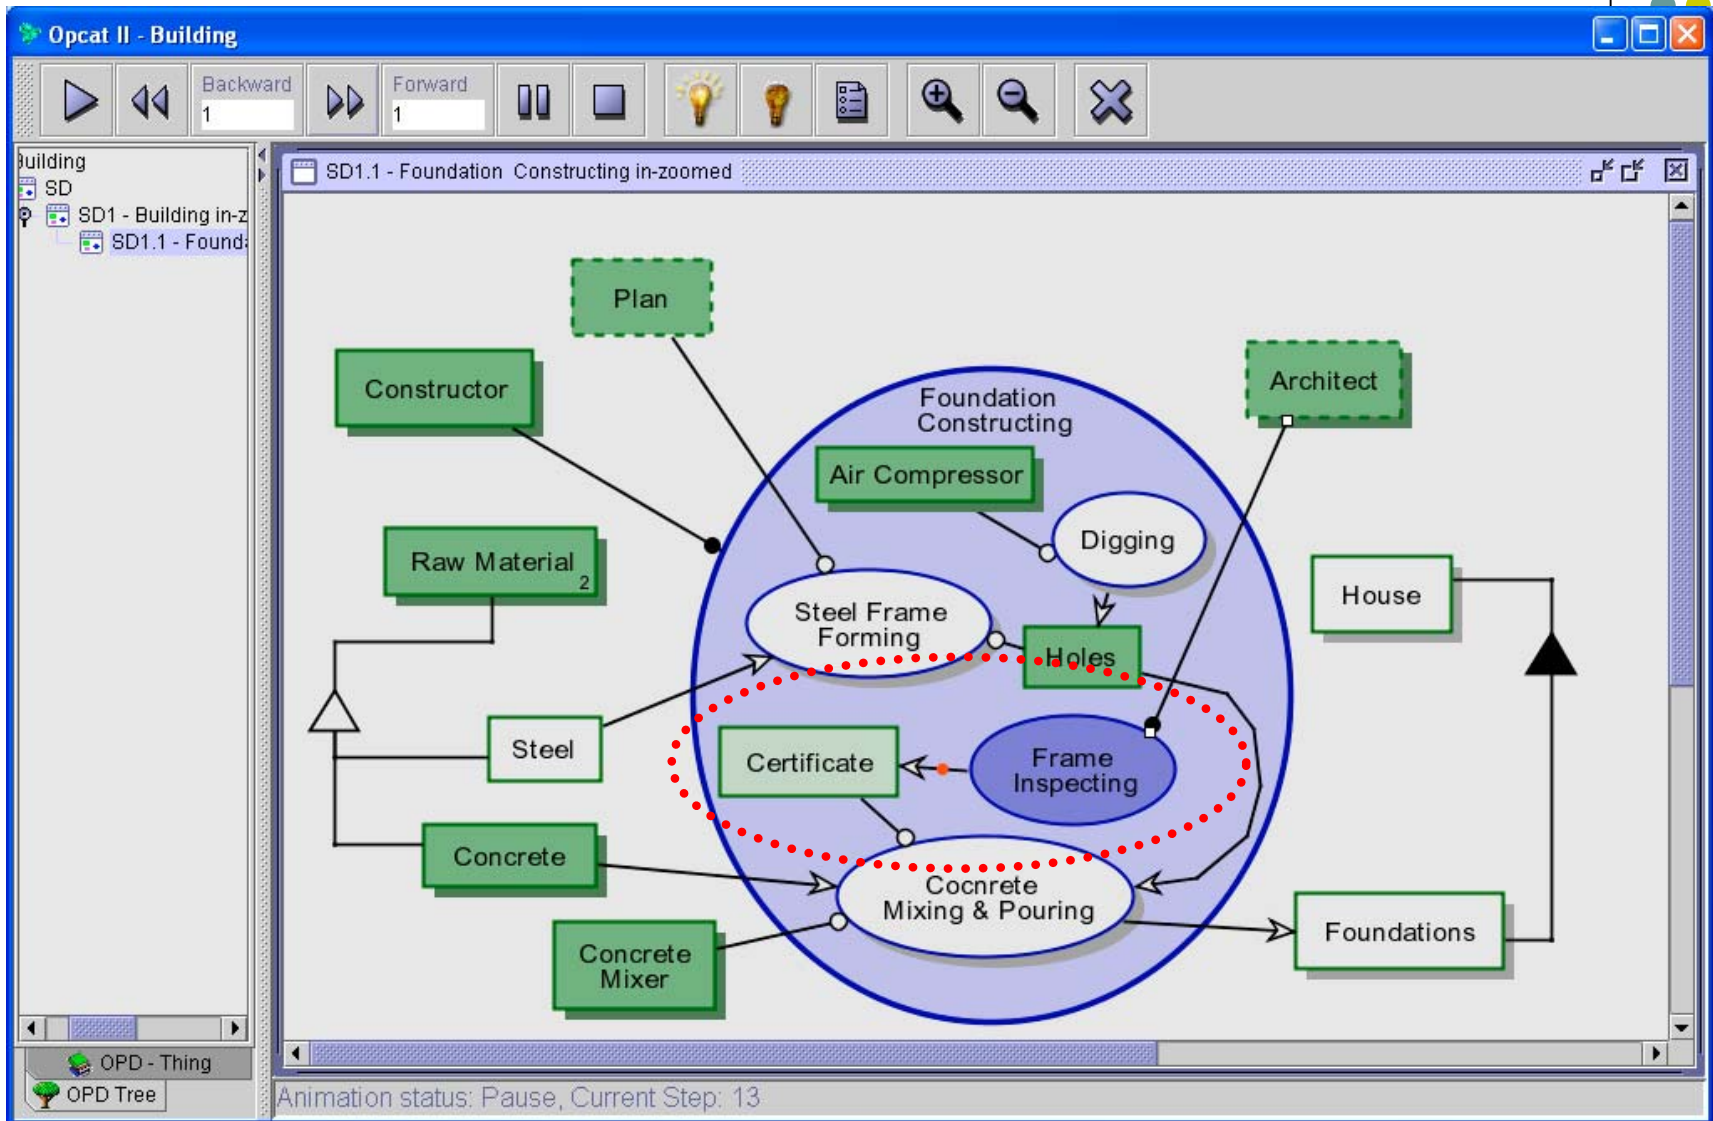 Opcat II - Building
Backward
1
Forward
1
Building
SD
SD1 - Building in-z
SD1.1 - Founda
SD1.1 - Foundation Constructing in-zoomed
Plan
Constructor
Architect
Foundation
Constructing
Air Compressor
Digging
Raw Material
2
House
Steel Frame
Forming
Holes
Steel
Certificate
Frame
Inspecting
Concrete
Cocnrete
Mixing & Pouring
Foundations
Concrete
Mixer
OPD - Thing
OPD Tree
Animation status: Pause, Current Step: 13